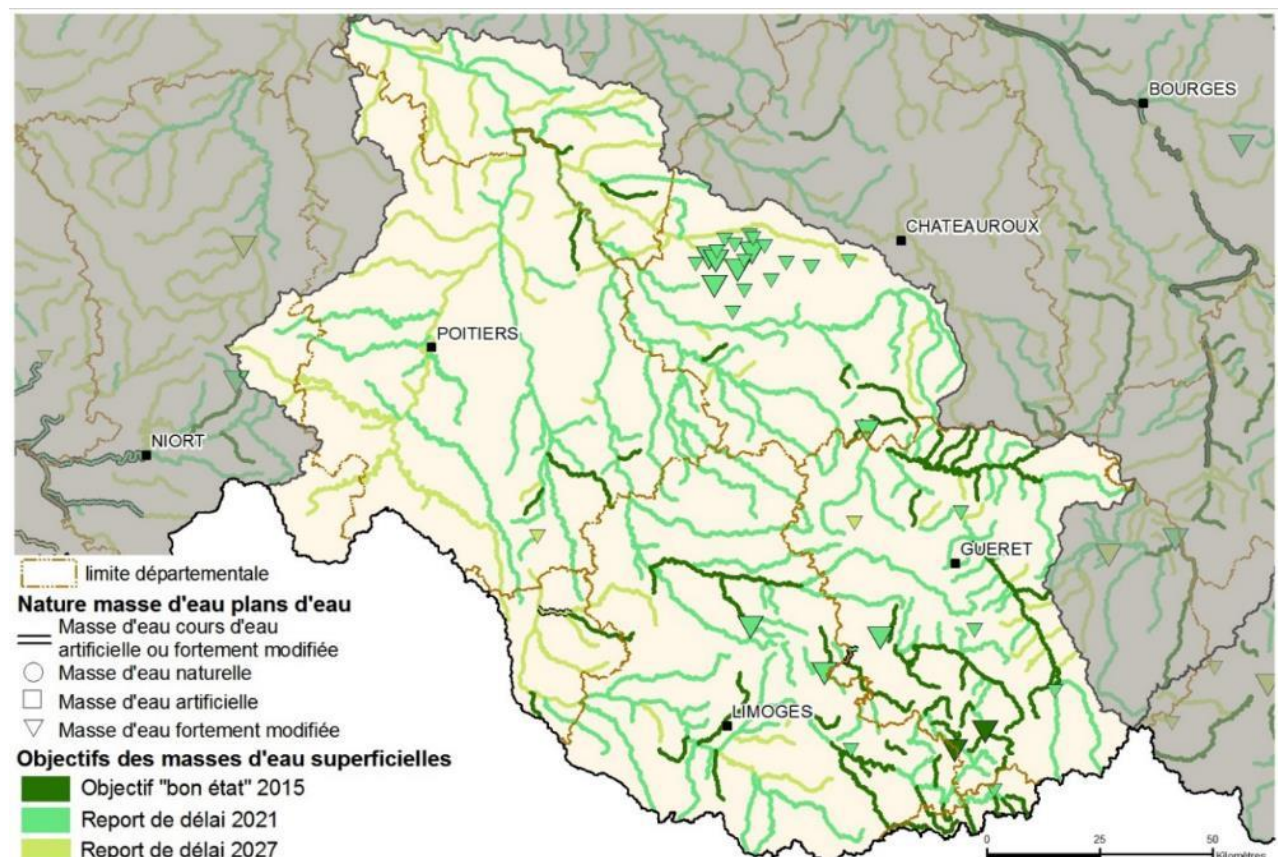 BOURGES
CHATEAUROUX
POITIERS
NIORT
GUERET
LIMOGES
limite départementale
Nature masse d'eau plans d'eau
Masse d'eau cours d'eau
artificielle ou fortement modifiée
Masse d'eau naturelle
Masse d'eau artificielle
Masse d'eau fortement modifiée
Objectifs des masses d'eau superficielles
Objectif "bon état" 2015
Report de délai 2021
Report de délai 2027
0 25 50
Kilomètres